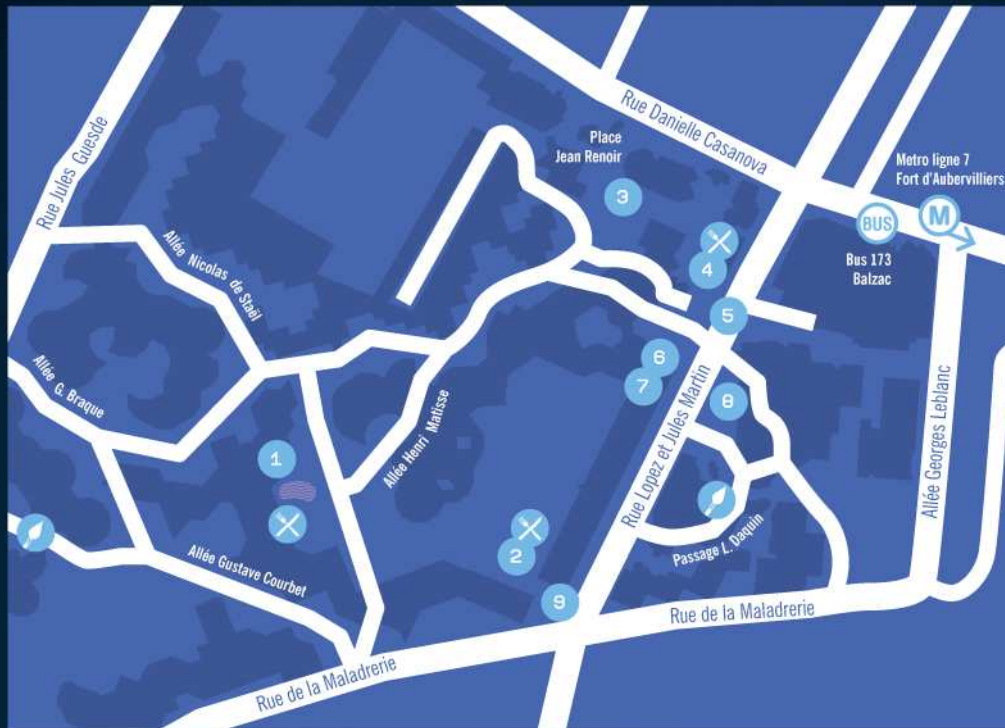 Rue Jules Guesde
Rue Danielle Casanova
Place
Jean Renoir
3
Metro ligne 7
Fort d'Aubervilliers
M
BUS
Bus 173
Balzac
Allée Nicolas de Staël
4
5
6
7
8
Allée G. Braque
Allée Henri Matisse
Rue Lopez et Jules Martin
Allée Georges Leblanc
1
2
Passage L. Daquin
Allée Gustave Courbet
9
Rue de la Maladrerie
Rue de la Maladrerie